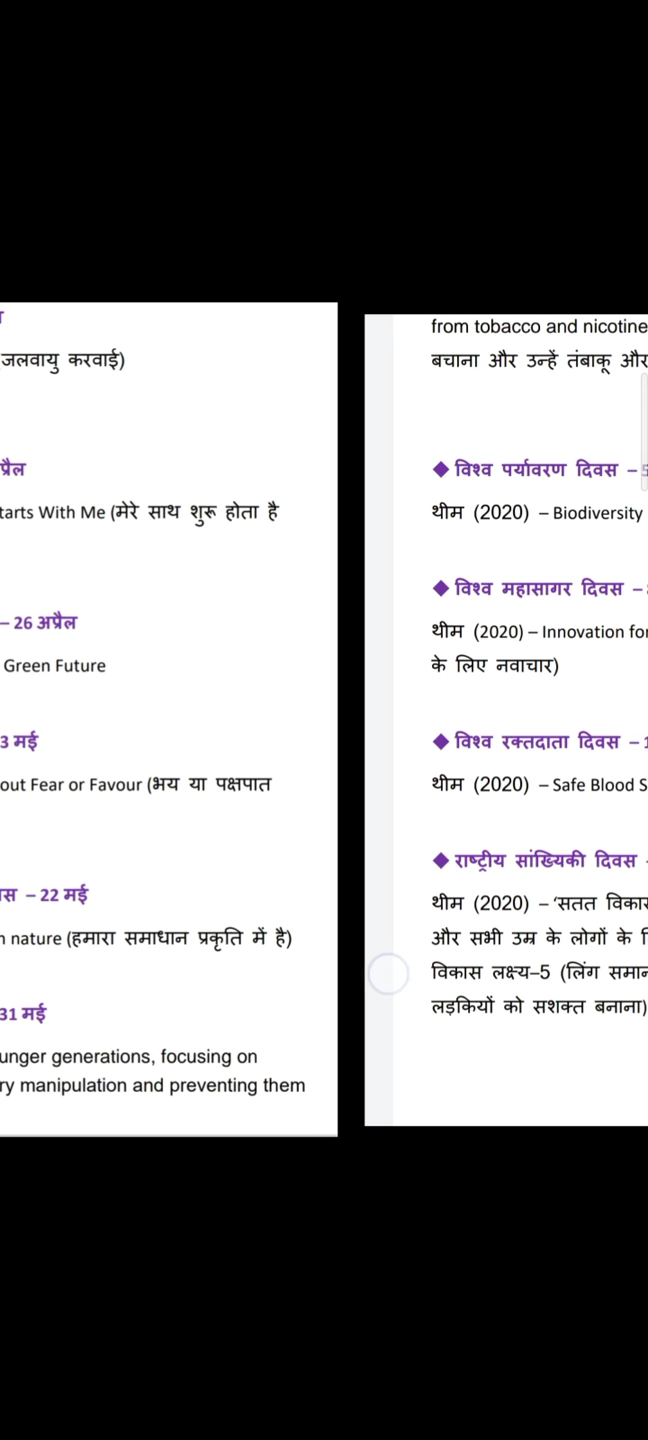 जलवायु करवाई)
tarts With Me (मेरे साथ शुरू होता है
– 26 अप्रैल
Green Future
3 मई
out Fear or Favour (भय या पक्षपात
– 22 मई
nature (हमारा समाधान प्रकृति में है)
31 मई
unger generations, focusing on
ry manipulation and preventing them
from tobacco and nicotine
बचाना और उन्हें तंबाकू और
◆ विश्व पर्यावरण दिवस – 5
थीम (2020) – Biodiversity
◆ विश्व महासागर दिवस –
थीम (2020) – Innovation for
के लिए नवाचार)
◆ विश्व रक्तदाता दिवस – 1
थीम (2020) – Safe Blood S
◆ राष्ट्रीय सांख्यिकी दिवस
थीम (2020) – ‘सतत विकास
और सभी उम्र के लोगों के
विकास लक्ष्य–5 (लिंग समान
लड़कियों को सशक्त बनाना)